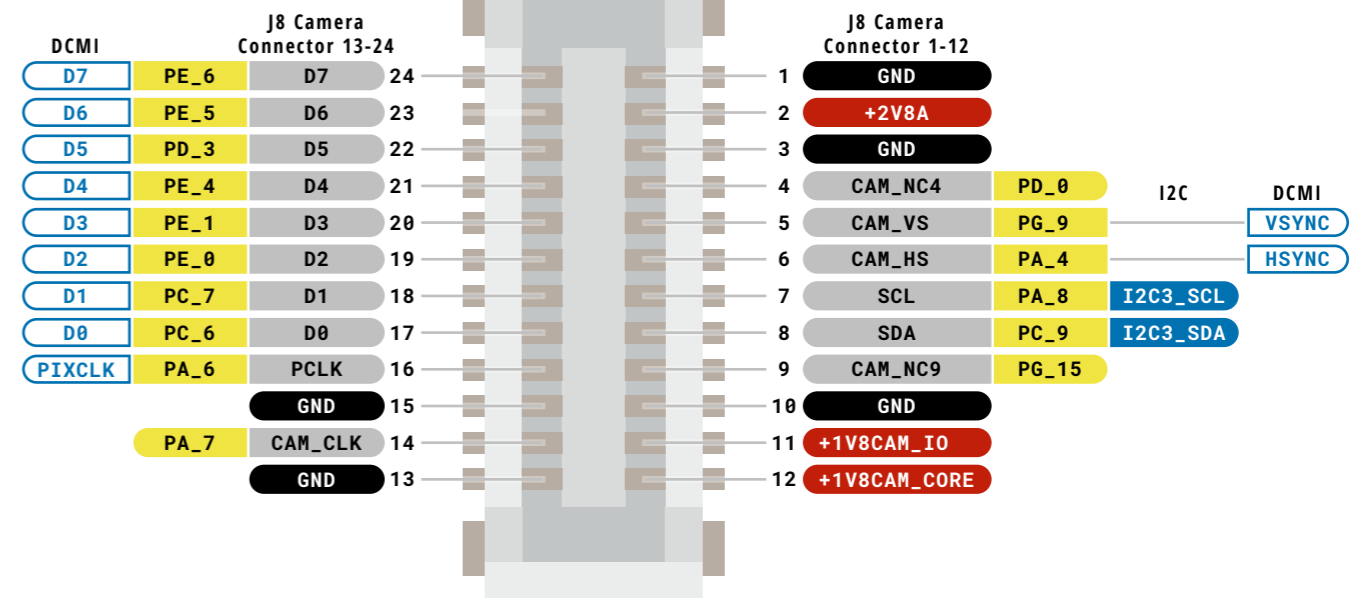 J8 Camera
Connector 13-24
DCMI
J8 Camera
Connector 1-12
D7 PE_6 D7 24 1 GND
D6 PE_5 D6 23 2 +2V8A
D5 PD_3 D5 22 3 GND
D4 PE_4 D4 21 4 CAM_NC4 PD_0 I2C DCMI
D3 PE_1 D3 20 5 CAM_VS PG_9 VSYNC
D2 PE_0 D2 19 6 CAM_HS PA_4 HSYNC
D1 PC_7 D1 18 7 SCL PA_8 I2C3_SCL
D0 PC_6 D0 17 8 SDA PC_9 I2C3_SDA
PIXCLK PA_6 PCLK 16 9 CAM_NC9 PG_15
GND 15 10 GND
PA_7 CAM_CLK 14 11 +1V8CAM_IO
GND 13 12 +1V8CAM_CORE